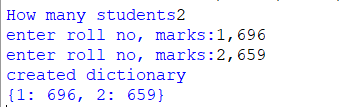 How many students2
enter roll no, marks:1,696
enter roll no, marks:2,659
created dictionary
{1: 696, 2: 659}